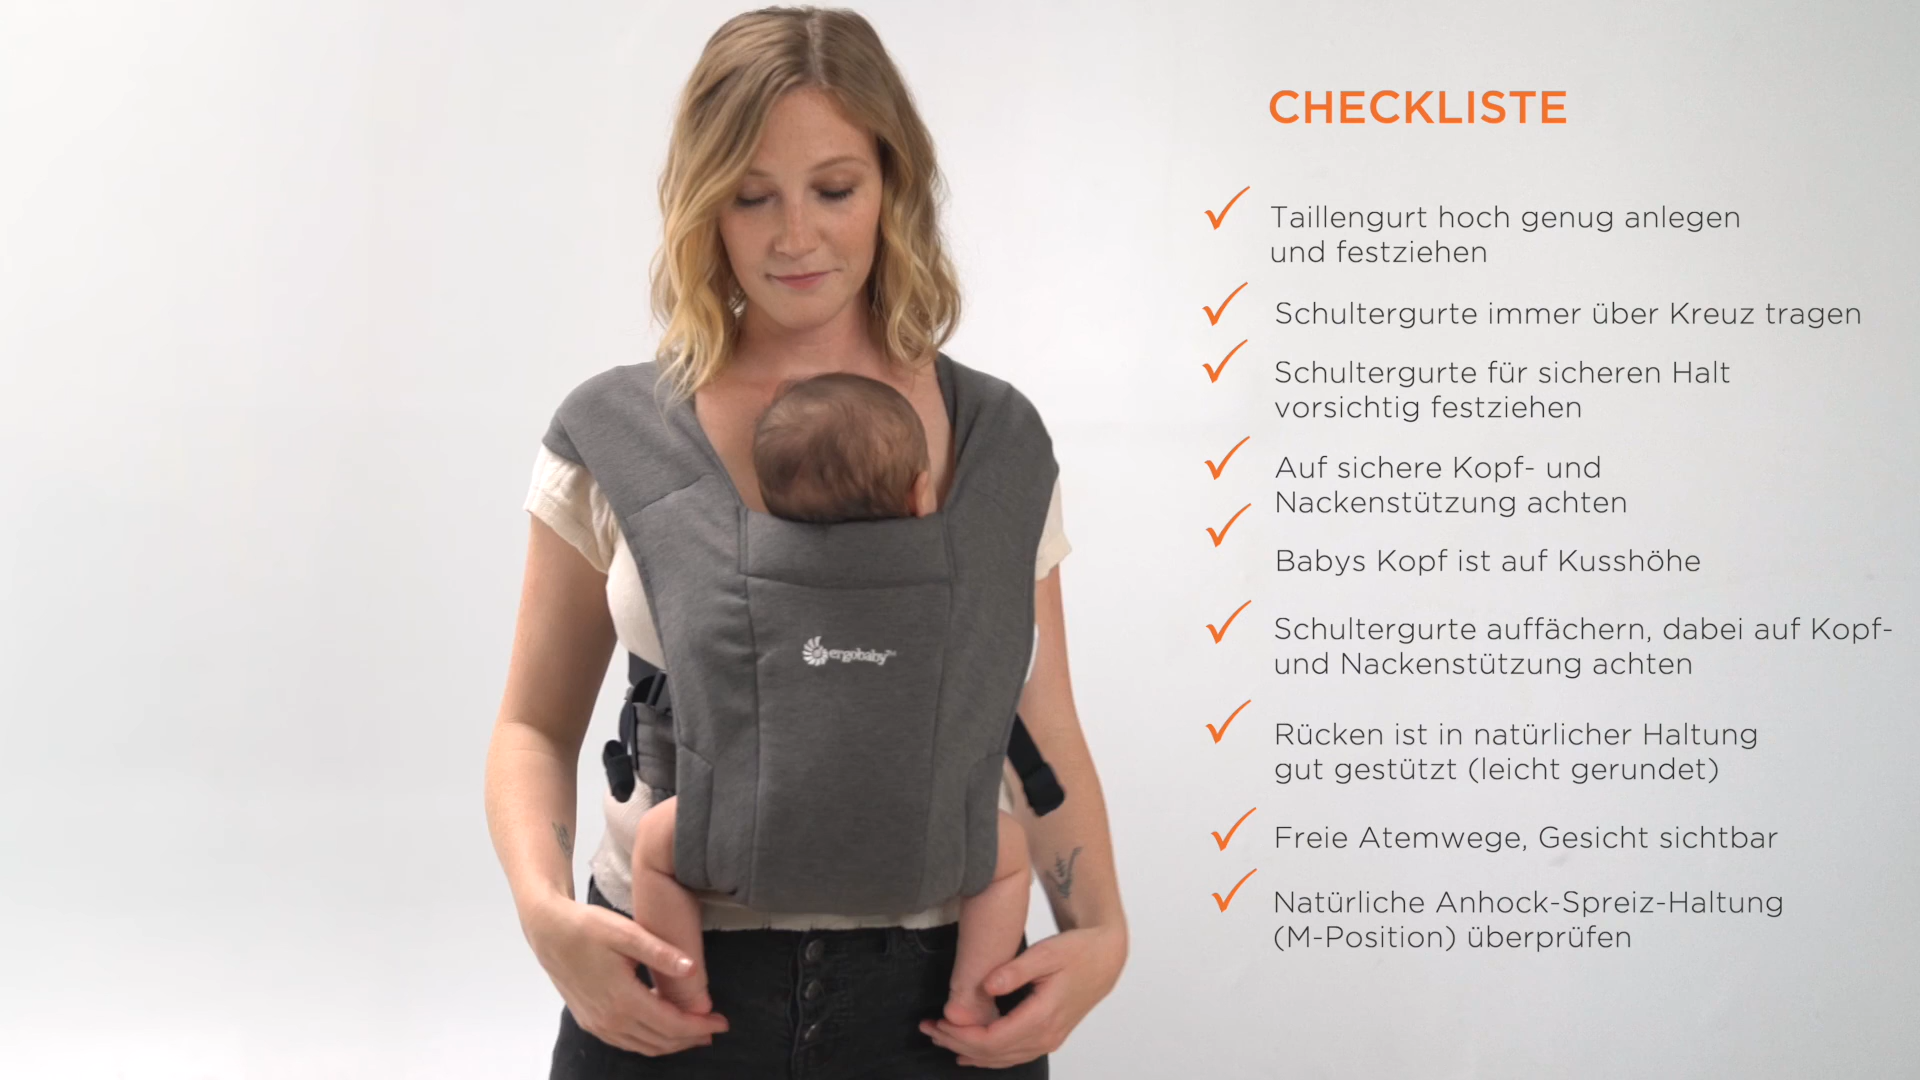 CHECKLISTE
Taillengurt hoch genug anlegen
und festziehen
Schultergurte immer über Kreuz tragen
Schultergurte für sicheren Halt
vorsichtig festziehen
Auf sichere Kopf- und
Nackenstützung achten
Babys Kopf ist auf Kusshöhe
Schultergurte auffächern, dabei auf Kopf-
und Nackenstützung achten
Rücken ist in natürlicher Haltung
gut gestützt (leicht gerundet)
Freie Atemwege, Gesicht sichtbar
Natürliche Anhock-Spreiz-Haltung
(M-Position) überprüfen
ergobaby